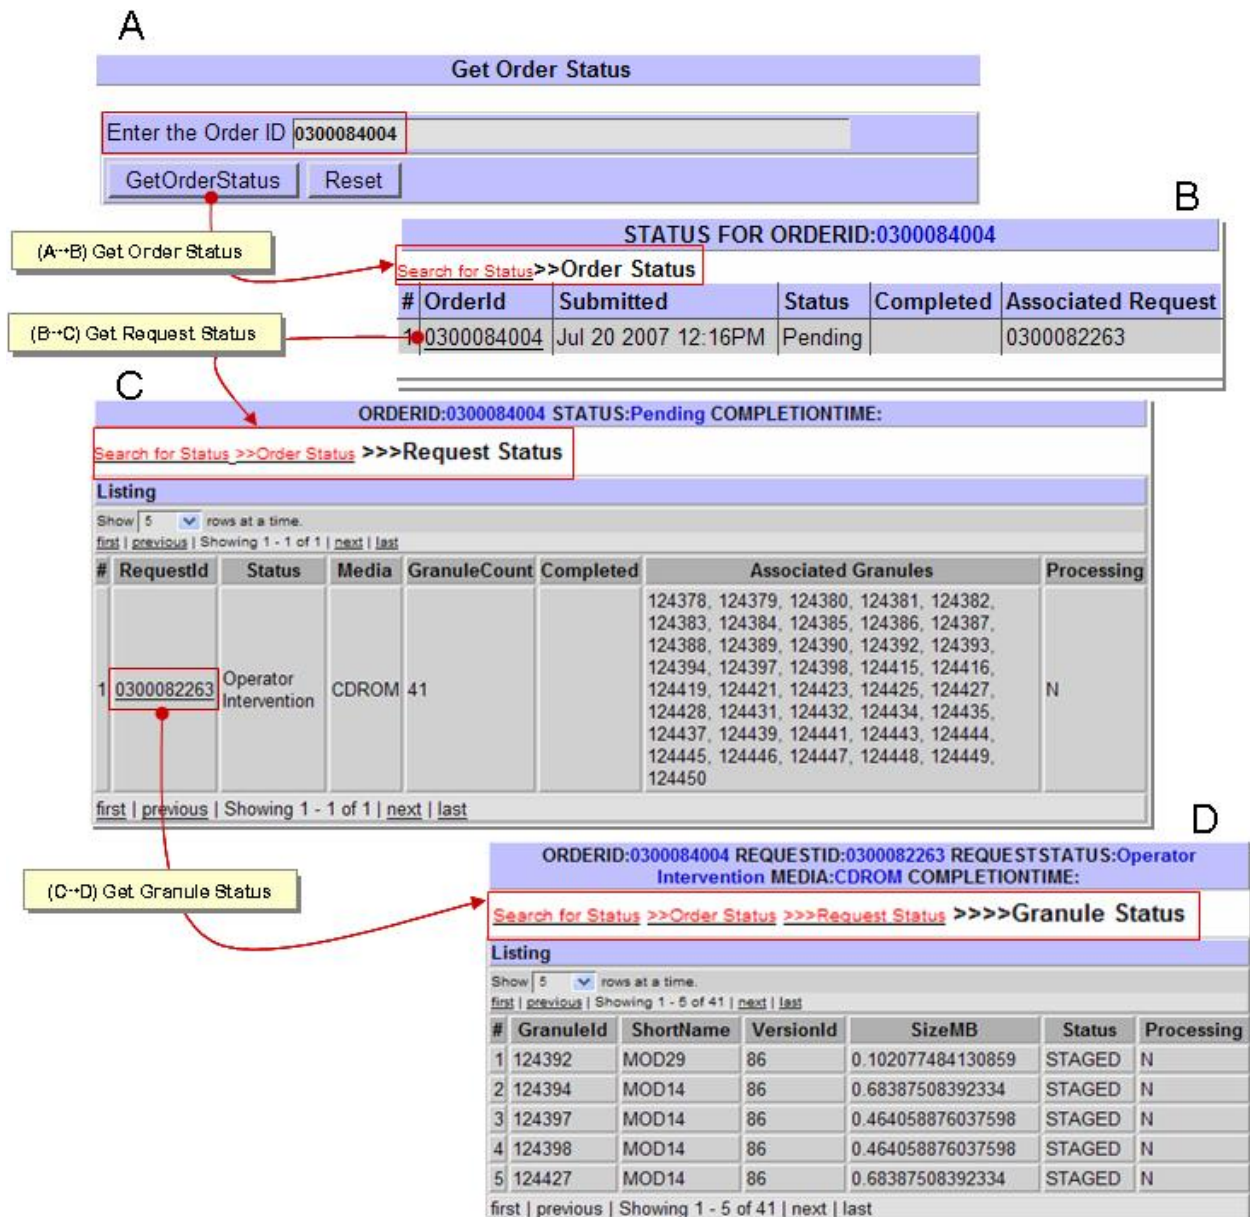 A
Get Order Status
Enter the Order ID 0300084004
GetOrderStatus Reset
(A→B) Get Order Status
B
STATUS FOR ORDERID:0300084004
Search for Status>>Order Status
# OrderId Submitted Status Completed Associated Request
1 0300084004 Jul 20 2007 12:16PM Pending 0300082263
(B→C) Get Request Status
C
ORDERID:0300084004 STATUS:Pending COMPLETIONTIME:
Search for Status >>Order Status >>>Request Status
Listing
Show 5 rows at a time.
first | previous | Showing 1 - 1 of 1 | next | last
# RequestId Status Media GranuleCount Completed Associated Granules Processing
124378, 124379, 124380, 124381, 124382,
124383, 124384, 124385, 124386, 124387,
124388, 124389, 124390, 124392, 124393,
124394, 124397, 124398, 124415, 124416,
1 0300082263 Operator Intervention CDROM 41 124419, 124421, 124423, 124425, 124427, N
124428, 124431, 124432, 124434, 124435,
124437, 124439, 124441, 124443, 124444,
124445, 124446, 124447, 124448, 124449,
124450
first | previous | Showing 1 - 1 of 1 | next | last
(C→D) Get Granule Status
D
ORDERID:0300084004 REQUESTID:0300082263 REQUESTSTATUS:Operator
Intervention MEDIA:CDROM COMPLETIONTIME:
Search for Status >>Order Status >>>Request Status >>>>Granule Status
Listing
Show 5 rows at a time.
first | previous | Showing 1 - 5 of 41 | next | last
# GranuleId ShortName VersionId SizeMB Status Processing
1 124392 MOD29 86 0.102077484130859 STAGED N
2 124394 MOD14 86 0.68387508392334 STAGED N
3 124397 MOD14 86 0.464058876037598 STAGED N
4 124398 MOD14 86 0.464058876037598 STAGED N
5 124427 MOD14 86 0.68387508392334 STAGED N
first | previous | Showing 1 - 5 of 41 | next | last